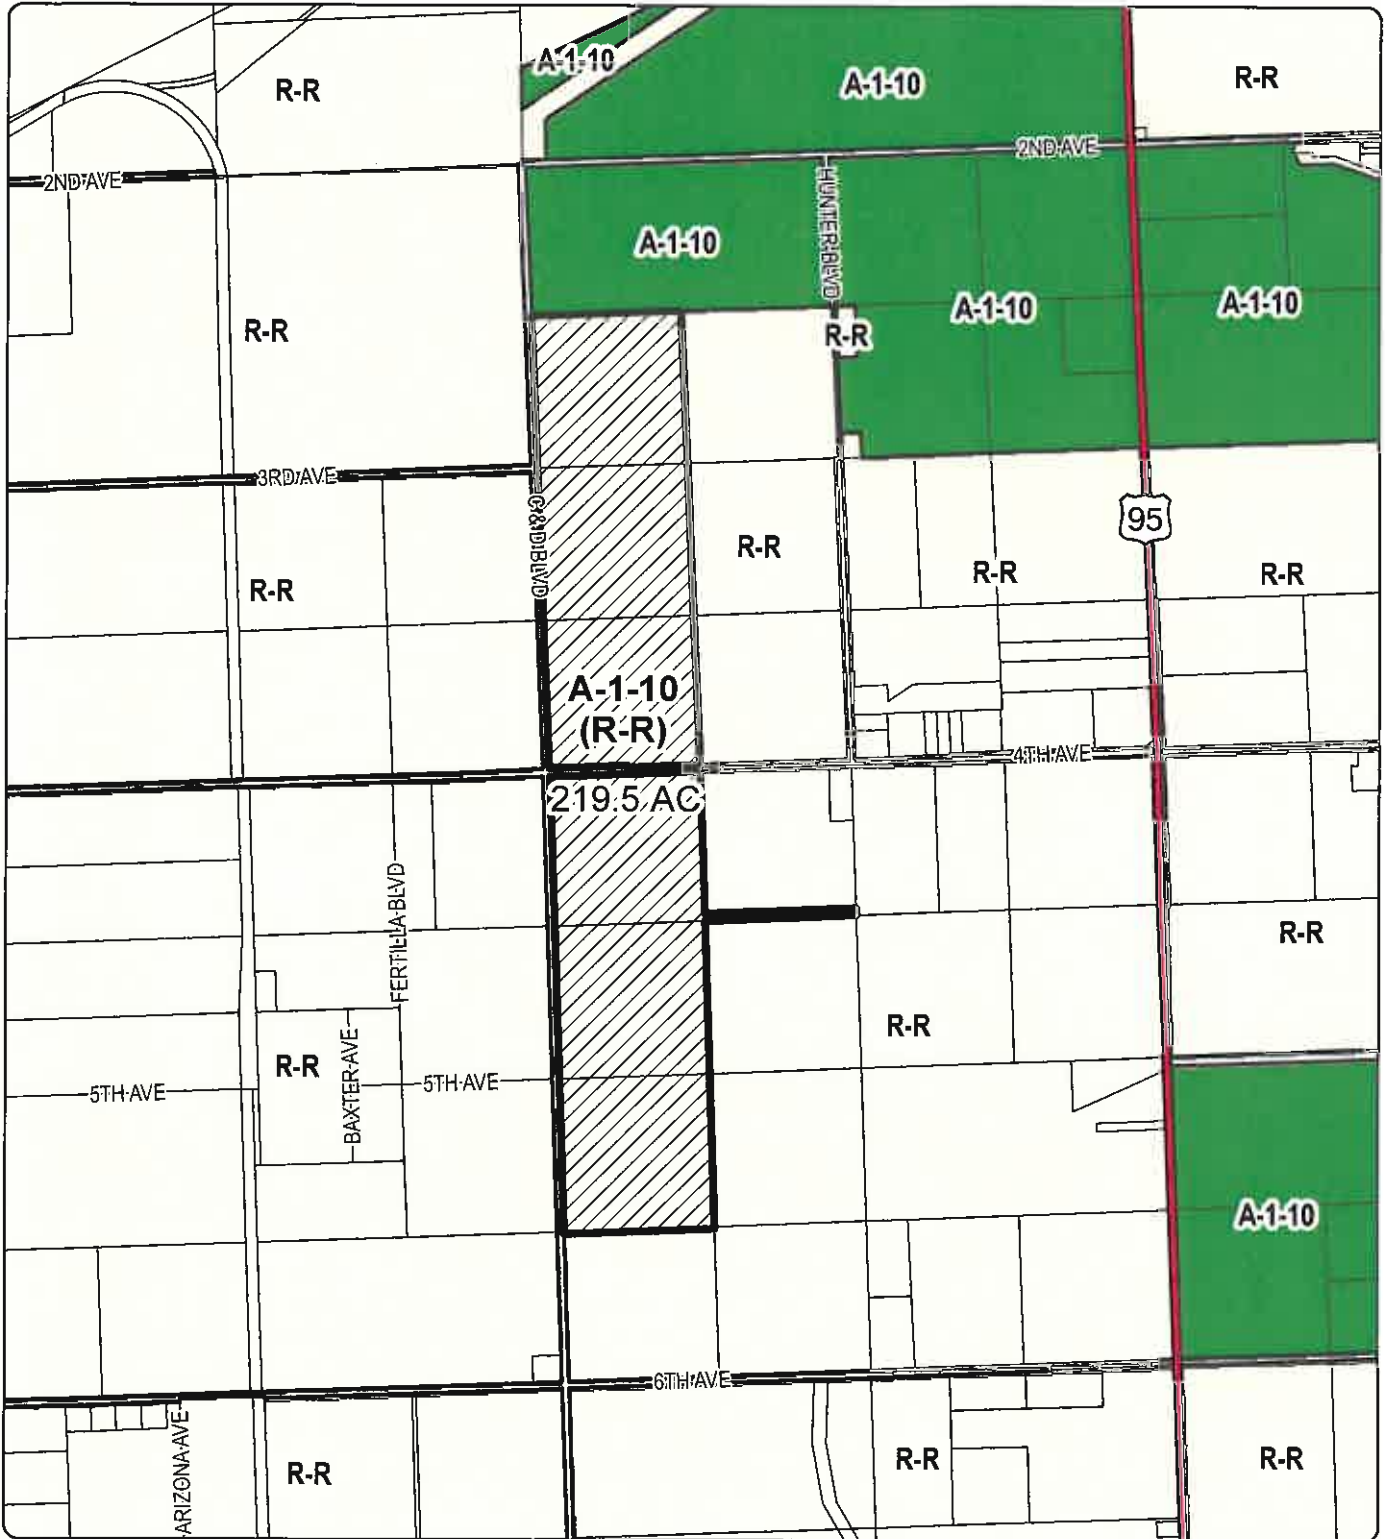 A-1-10
R-R
A-1-10
R-R
2ND AVE
2ND AVE
HUNTER BLVD
A-1-10
A-1-10
A-1-10
R-R
R-R
3RD AVE
C & D BLVD
95
R-R
R-R
R-R
R-R
A-1-10
(R-R)
4TH AVE
219.5 AC
FERTILLA BLVD
R-R
R-R
R-R
BAXTER AVE
5TH AVE
5TH AVE
A-1-10
6TH AVE
ARIZONA AVE
R-R
R-R
R-R